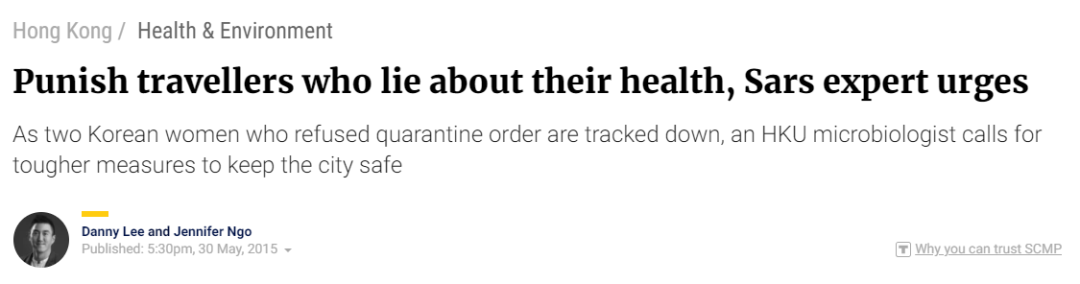 Hong Kong / Health & Environment
Punish travellers who lie about their health, Sars expert urges
As two Korean women who refused quarantine order are tracked down, an HKU microbiologist calls for
tougher measures to keep the city safe
Danny Lee and Jennifer Ngo
Published: 5:30pm, 30 May, 2015
T Why you can trust SCMP